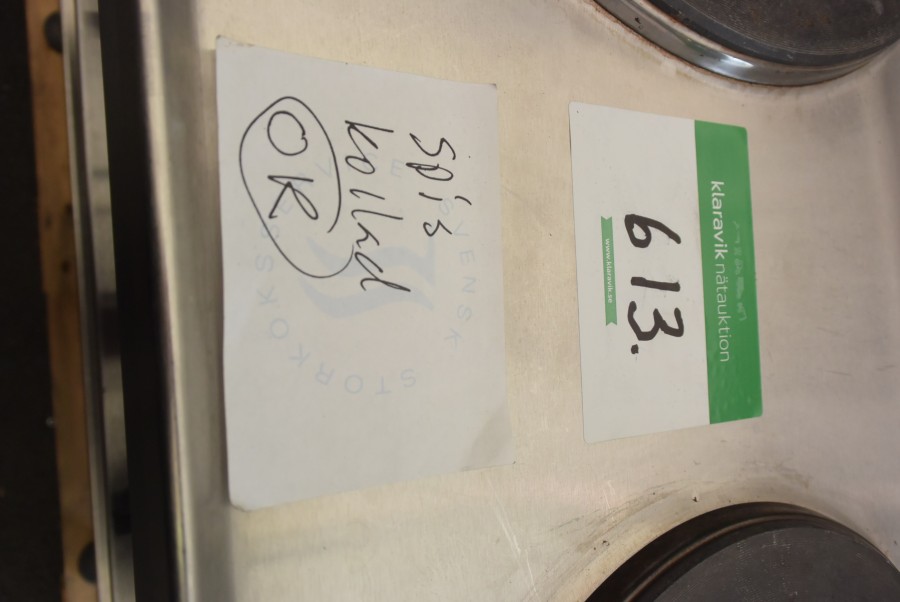 Spis
kollad
OK
klaravik nätauktion
613.
www.klaravik.se